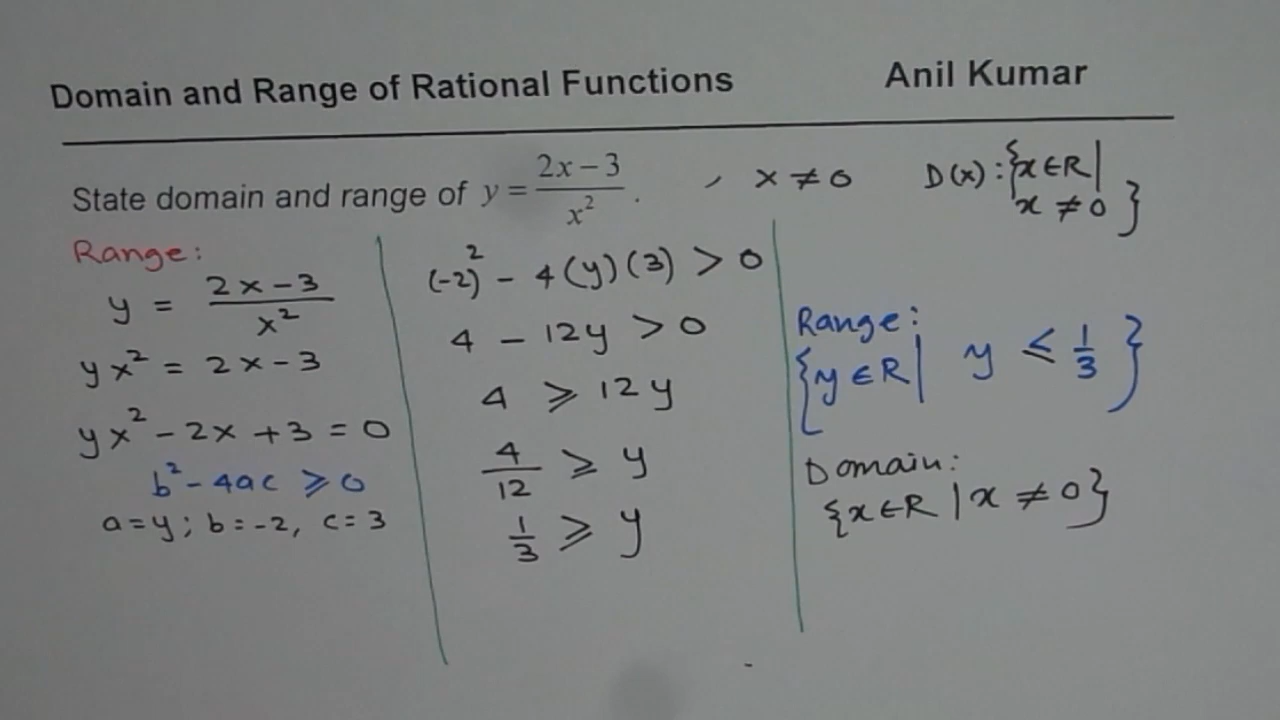 Domain and Range of Rational Functions Anil Kumar
State domain and range of y = (2x – 3)/x². , x ≠ 0 D(x) : {x ∈ R | x ≠ 0}
Range:
y = (2x – 3)/x²
yx² = 2x – 3
yx² – 2x + 3 = 0
b² – 4ac ⩾ 0
a = y ; b = –2, c = 3
(–2)² – 4(y)(3) > 0
4 – 12y > 0
4 ⩾ 12y
4/12 ⩾ y
1/3 ⩾ y
Range:
{y ∈ R | y ≤ 1/3}
Domain:
{x ∈ R | x ≠ 0}